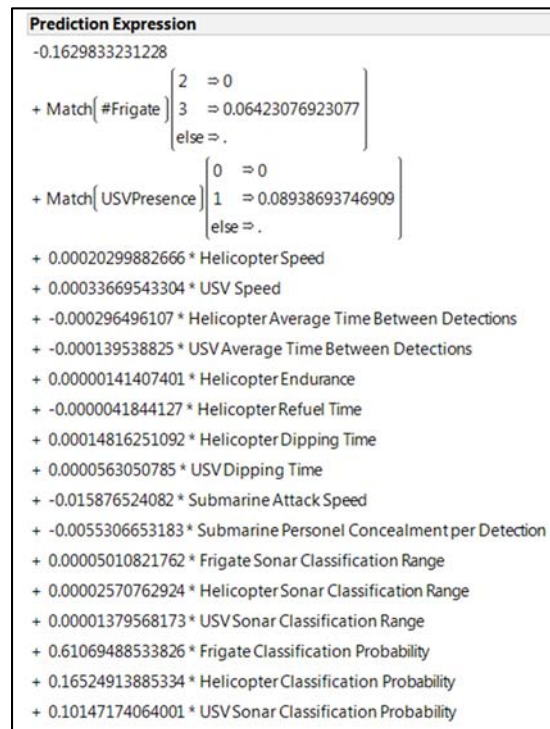 Prediction Expression
-0.1629833231228
2 ⇒ 0
+ Match( #Frigate ) 3 ⇒ 0.06423076923077
else ⇒ .
0 ⇒ 0
+ Match( USVPresence ) 1 ⇒ 0.08938693746909
else ⇒ .
+ 0.00020299882666 * Helicopter Speed
+ 0.00033669543304 * USV Speed
+ -0.000296496107 * Helicopter Average Time Between Detections
+ -0.000139538825 * USV Average Time Between Detections
+ 0.00000141407401 * Helicopter Endurance
+ -0.0000041844127 * Helicopter Refuel Time
+ 0.00014816251092 * Helicopter Dipping Time
+ 0.0000563050785 * USV Dipping Time
+ -0.015876524082 * Submarine Attack Speed
+ -0.0055306653183 * Submarine Personel Concealment per Detection
+ 0.00005010821762 * Frigate Sonar Classification Range
+ 0.00002570762924 * Helicopter Sonar Classification Range
+ 0.00001379568173 * USV Sonar Classification Range
+ 0.61069488533826 * Frigate Classification Probability
+ 0.16524913885334 * Helicopter Classification Probability
+ 0.10147174064001 * USV Sonar Classification Probability